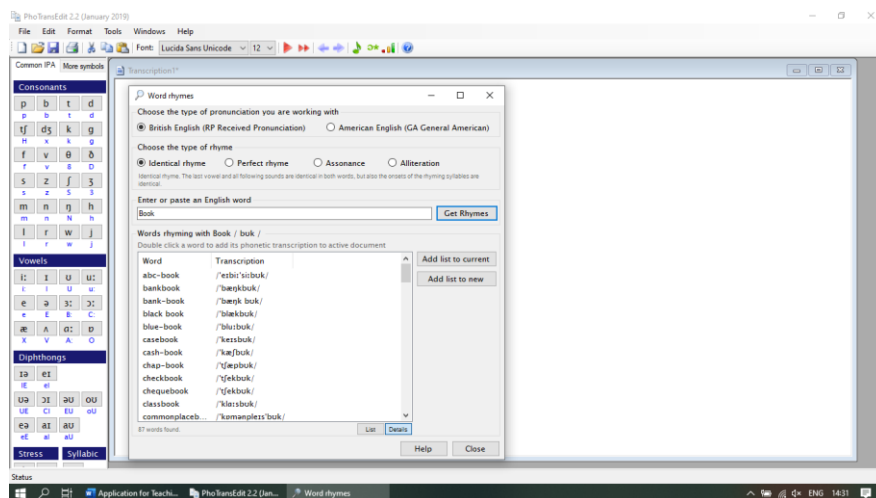 PhoTransEdit 2.2 (January 2019)
File Edit Format Tools Windows Help
Font: Lucida Sans Unicode 12
Common IPA More symbols
Transcription1*
Consonants
p b t d
p b t d
tʃ dʒ k g
H x k g
f v θ ð
f v B D
s z ʃ ʒ
s z S 3
m n ŋ h
m n N h
l r w j
l r w j
Vowels
iː ɪ ʊ uː
i: I U u:
e ə ɜː ɔː
e E B: C:
æ ʌ ɑː ɒ
X V A: O
Diphthongs
ɪə eɪ
IE eI
ʊə ɔɪ əʊ oʊ
UE CI EU oU
eə aɪ aʊ
eE aI aU
Stress Syllabic
Word rhymes
Choose the type of pronunciation you are working with
British English (RP Received Pronunciation) American English (GA General American)
Choose the type of rhyme
Identical rhyme Perfect rhyme Assonance Alliteration
Identical rhyme. The last vowel and all following sounds are identical in both words, but also the onsets of the rhyming syllables are
identical.
Enter or paste an English word
Book Get Rhymes
Words rhyming with Book / bʊk /
Double click a word to add its phonetic transcription to active document
Word Transcription
abc-book /ˈeɪbiːˈsiːbʊk/
bankbook /ˈbæŋkbʊk/
bank-book /ˈbæŋk bʊk/
black book /ˈblækbʊk/
blue-book /ˈbluːbʊk/
casebook /ˈkeɪsbʊk/
cash-book /ˈkæʃbʊk/
chap-book /ˈtʃæpbʊk/
checkbook /ˈtʃekbʊk/
chequebook /ˈtʃekbʊk/
classbook /ˈklɑːsbʊk/
commonplaceb... /ˈkɒmənpleɪsˈbʊk/
Add list to current
Add list to new
87 words found. List Details
Help Close
Status
Application for Teachi... PhoTransEdit 2.2 (Jan... Word rhymes ENG 14:31